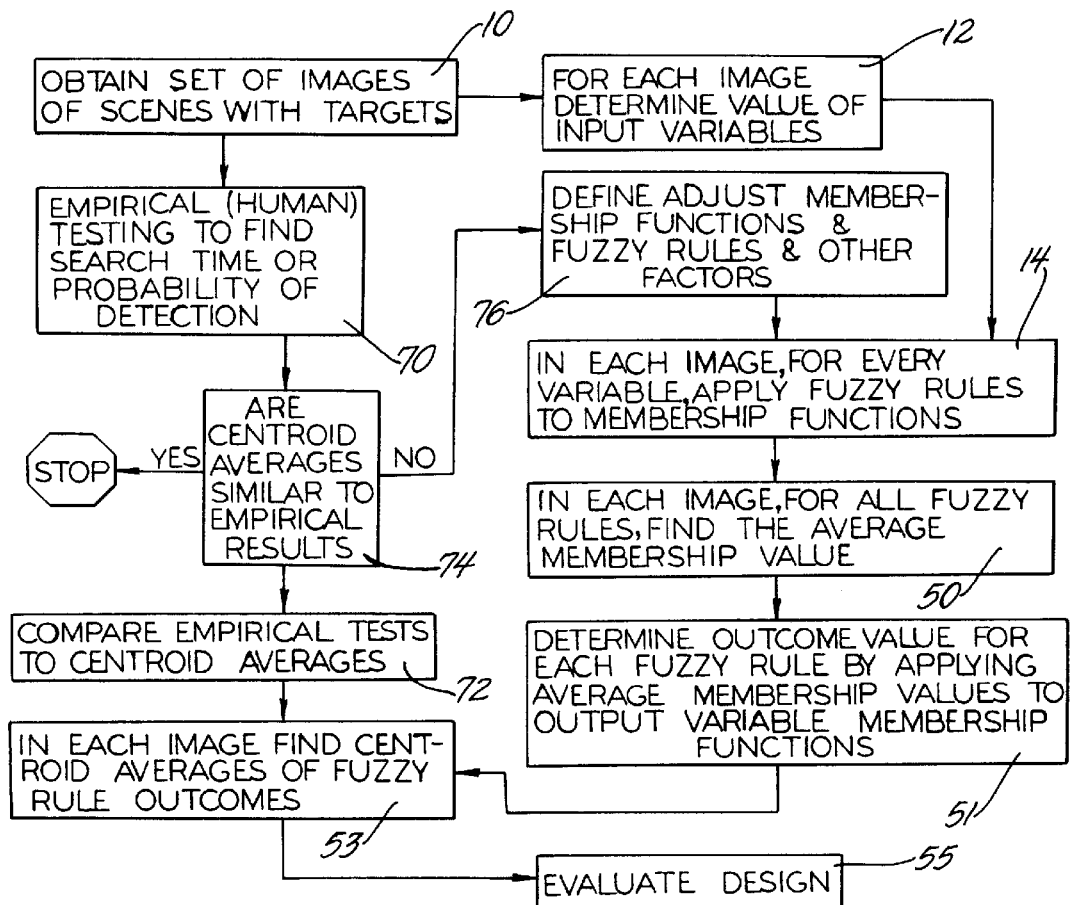 10
OBTAIN SET OF IMAGES
OF SCENES WITH TARGETS
12
FOR EACH IMAGE
DETERMINE VALUE OF
INPUT VARIABLES
EMPIRICAL (HUMAN)
TESTING TO FIND
SEARCH TIME OR
PROBABILITY OF
DETECTION
70
DEFINE ADJUST MEMBER-
SHIP FUNCTIONS &
FUZZY RULES & OTHER
FACTORS
76
14
IN EACH IMAGE, FOR EVERY
VARIABLE, APPLY FUZZY RULES
TO MEMBERSHIP FUNCTIONS
ARE
CENTROID
AVERAGES
SIMILAR TO
EMPIRICAL
RESULTS
74
YES
NO
STOP
IN EACH IMAGE, FOR ALL FUZZY
RULES, FIND THE AVERAGE
MEMBERSHIP VALUE
50
COMPARE EMPIRICAL TESTS
TO CENTROID AVERAGES
72
DETERMINE OUTCOME VALUE FOR
EACH FUZZY RULE BY APPLYING
AVERAGE MEMBERSHIP VALUES TO
OUTPUT VARIABLE MEMBERSHIP
FUNCTIONS
51
IN EACH IMAGE FIND CENT-
ROID AVERAGES OF FUZZY
RULE OUTCOMES
53
55
EVALUATE DESIGN